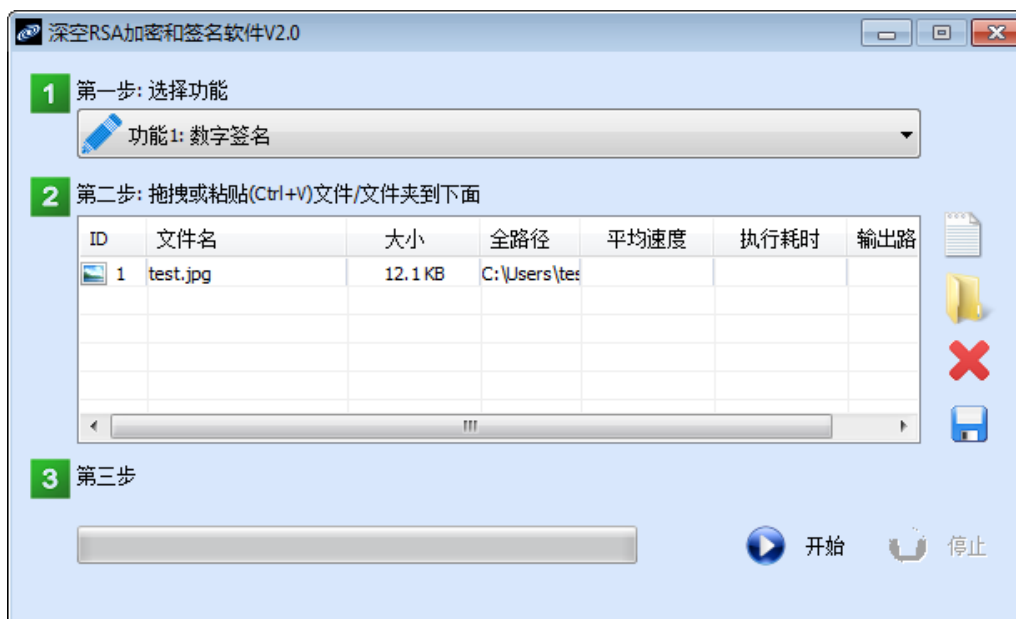 深空RSA加密和签名软件V2.0
1 第一步: 选择功能
功能1: 数字签名
2 第二步: 拖拽或粘贴(Ctrl+V)文件/文件夹到下面
ID 文件名 大小 全路径 平均速度 执行耗时 输出路
1 test.jpg 12.1 KB C:\Users\tes
3 第三步
开始 停止